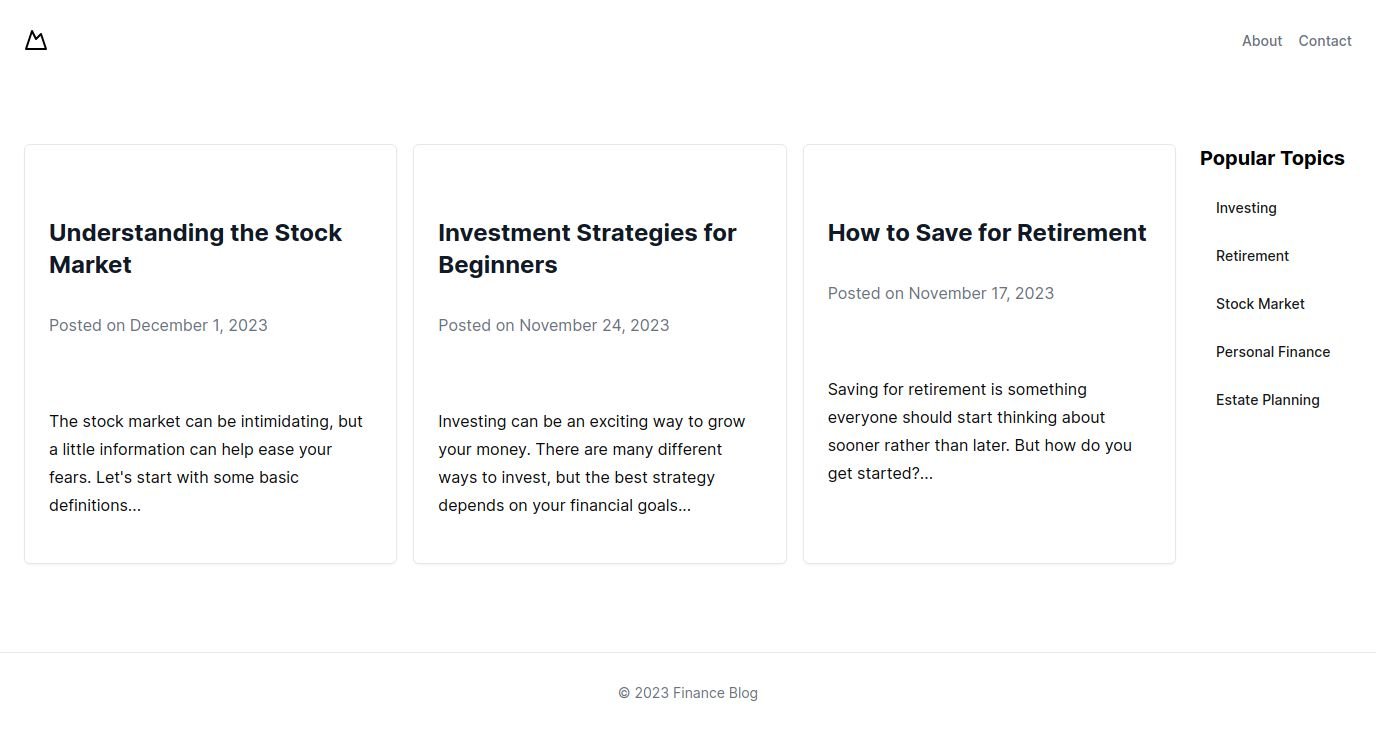 About Contact
Understanding the Stock
Market
Posted on December 1, 2023
The stock market can be intimidating, but
a little information can help ease your
fears. Let's start with some basic
definitions...
Investment Strategies for
Beginners
Posted on November 24, 2023
Investing can be an exciting way to grow
your money. There are many different
ways to invest, but the best strategy
depends on your financial goals...
How to Save for Retirement
Posted on November 17, 2023
Saving for retirement is something
everyone should start thinking about
sooner rather than later. But how do you
get started?...
Popular Topics
Investing
Retirement
Stock Market
Personal Finance
Estate Planning
© 2023 Finance Blog